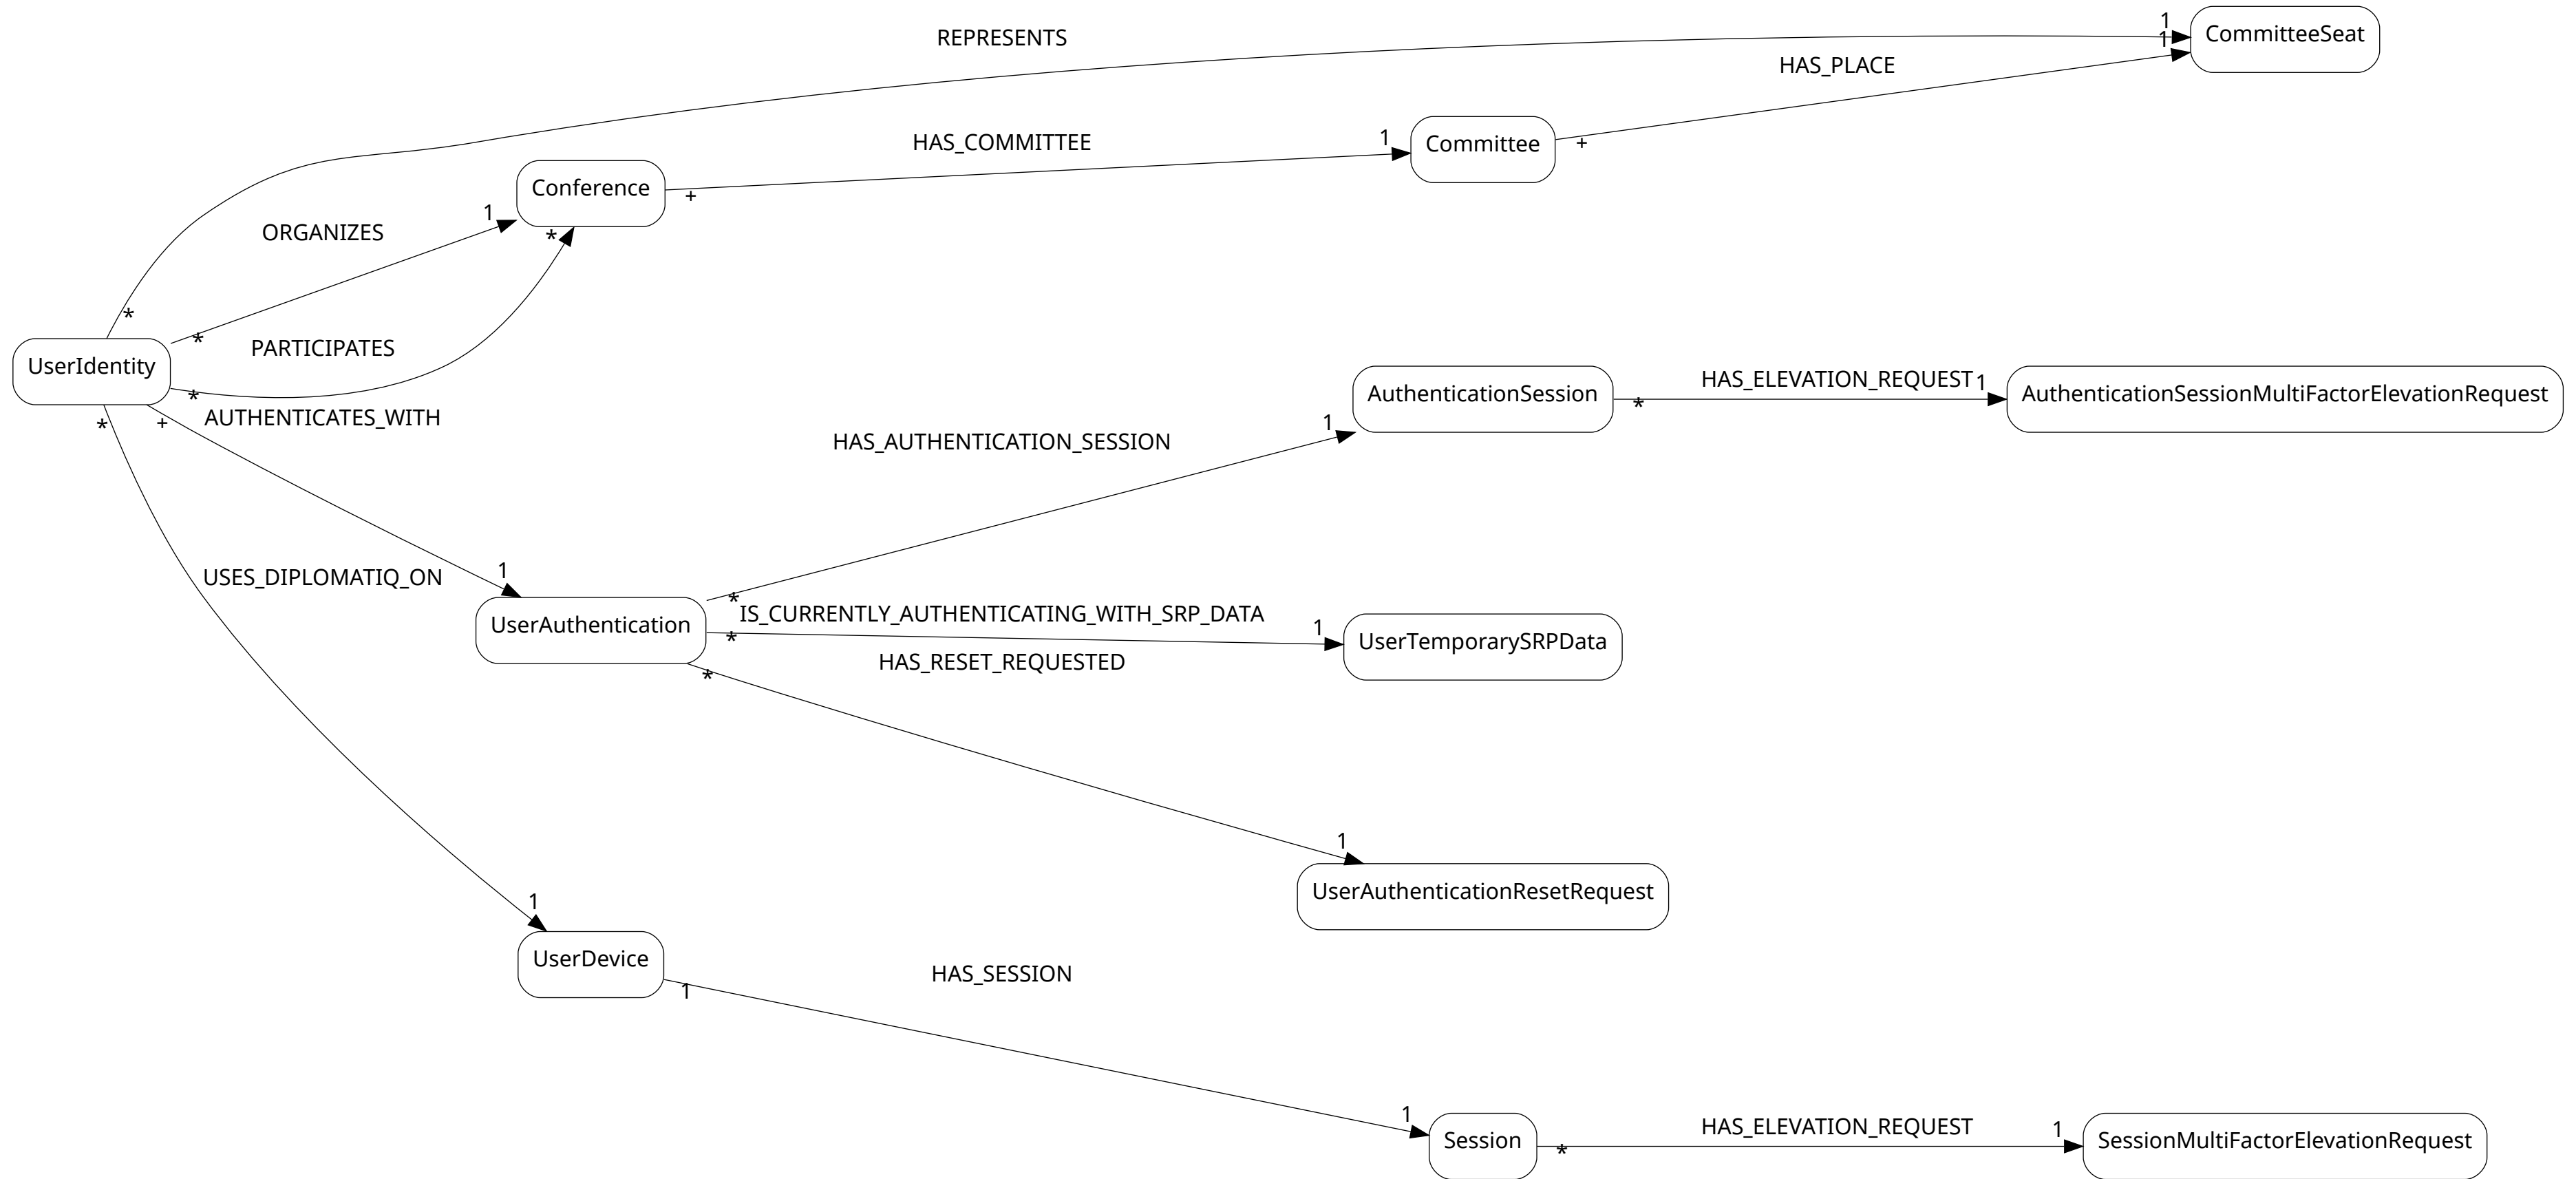 REPRESENTS
1
CommitteeSeat
1
HAS_PLACE
HAS_COMMITTEE
1
Committee
+
Conference
+
ORGANIZES
1
*
*
*
PARTICIPATES
UserIdentity
*
AUTHENTICATES_WITH
*
+
AuthenticationSession
*
HAS_ELEVATION_REQUEST
1
AuthenticationSessionMultiFactorElevationRequest
HAS_AUTHENTICATION_SESSION
1
USES_DIPLOMATIQ_ON
1
UserAuthentication
*
IS_CURRENTLY_AUTHENTICATING_WITH_SRP_DATA
*
1
UserTemporarySRPData
HAS_RESET_REQUESTED
*
1
UserAuthenticationResetRequest
1
UserDevice
1
HAS_SESSION
1
Session
*
HAS_ELEVATION_REQUEST
1
SessionMultiFactorElevationRequest